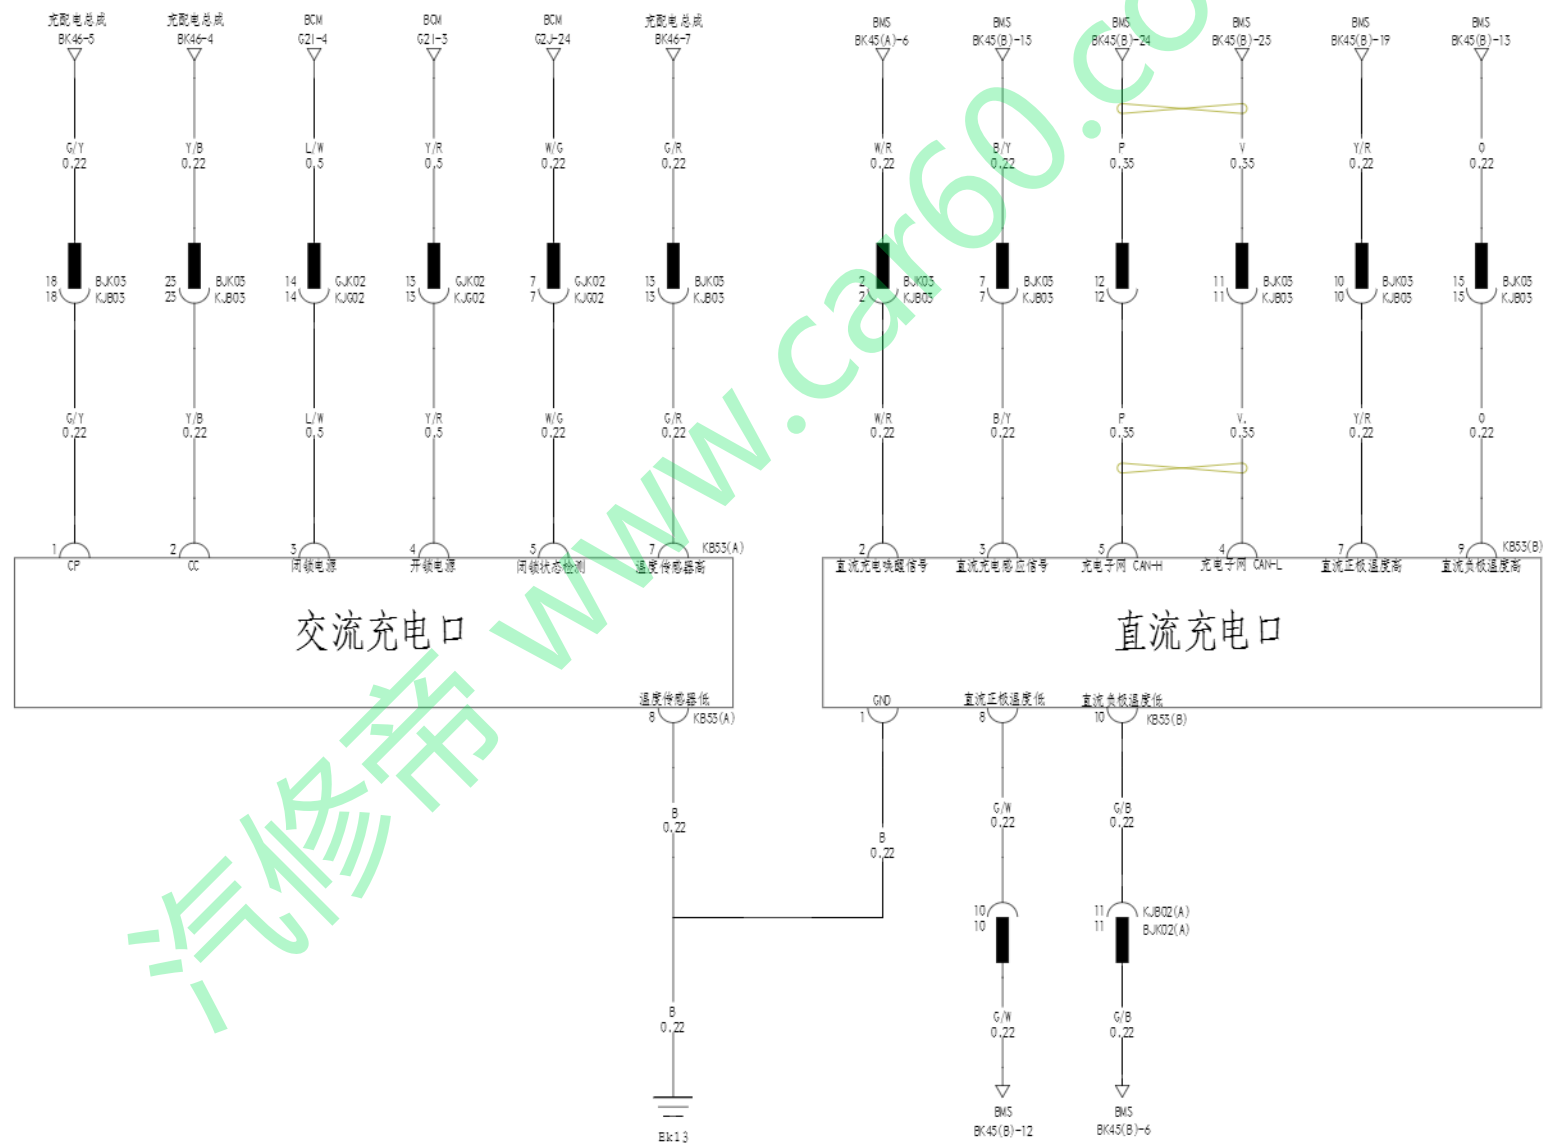 充配电总成 充配电总成 BCM BCM BCM 充配电总成 BMS BMS BMS BMS BMS BMS
BK46-5 BK46-4 G2I-4 G2I-3 G2J-24 BK46-7 BK45(A)-6 BK45(B)-15 BK45(B)-24 BK45(B)-25 BK45(B)-19 BK45(B)-13
G/Y Y/B L/W Y/R W/G G/R W/R B/Y P V Y/R O
0.22 0.22 0.5 0.5 0.22 0.22 0.22 0.22 0.35 0.35 0.22 0.22
18 BJK03 23 BJK03 14 GJK02 13 GJK02 7 GJK02 13 BJK03 2 BJK03 7 BJK03 12 11 BJK03 10 BJK03 15 BJK03
18 KJB03 23 KJB03 14 KJG02 13 KJG02 7 KJG02 13 KJB03 2 KJB03 7 KJB03 12 11 KJB03 10 KJB03 15 KJB03
G/Y Y/B L/W Y/R W/G G/R W/R B/Y P V. Y/R O
0.22 0.22 0.5 0.5 0.22 0.22 0.22 0.22 0.35 0.35 0.22 0.22
1 2 3 4 5 7 KB53(A) 2 3 5 4 7 9 KB53(B)
CP CC 闭锁电源 开锁电源 闭锁状态检测 温度传感器高 直流充电唤醒信号 直流充电感应信号 充电子网 CAN-H 充电子网 CAN-L 直流正极温度高 直流负极温度高
交流充电口 直流充电口
温度传感器低 GND 直流正极温度低 直流负极温度低
8 KB53(A) 1 8 10 KB53(B)
B G/W G/B
0.22 0.22 0.22
B
0.22
10 11 KJB02(A)
10 11 BJK02(A)
B G/W G/B
0.22 0.22 0.22
Ek13
BMS BMS
BK45(B)-12 BK45(B)-6
汽修帝 www.car60.co